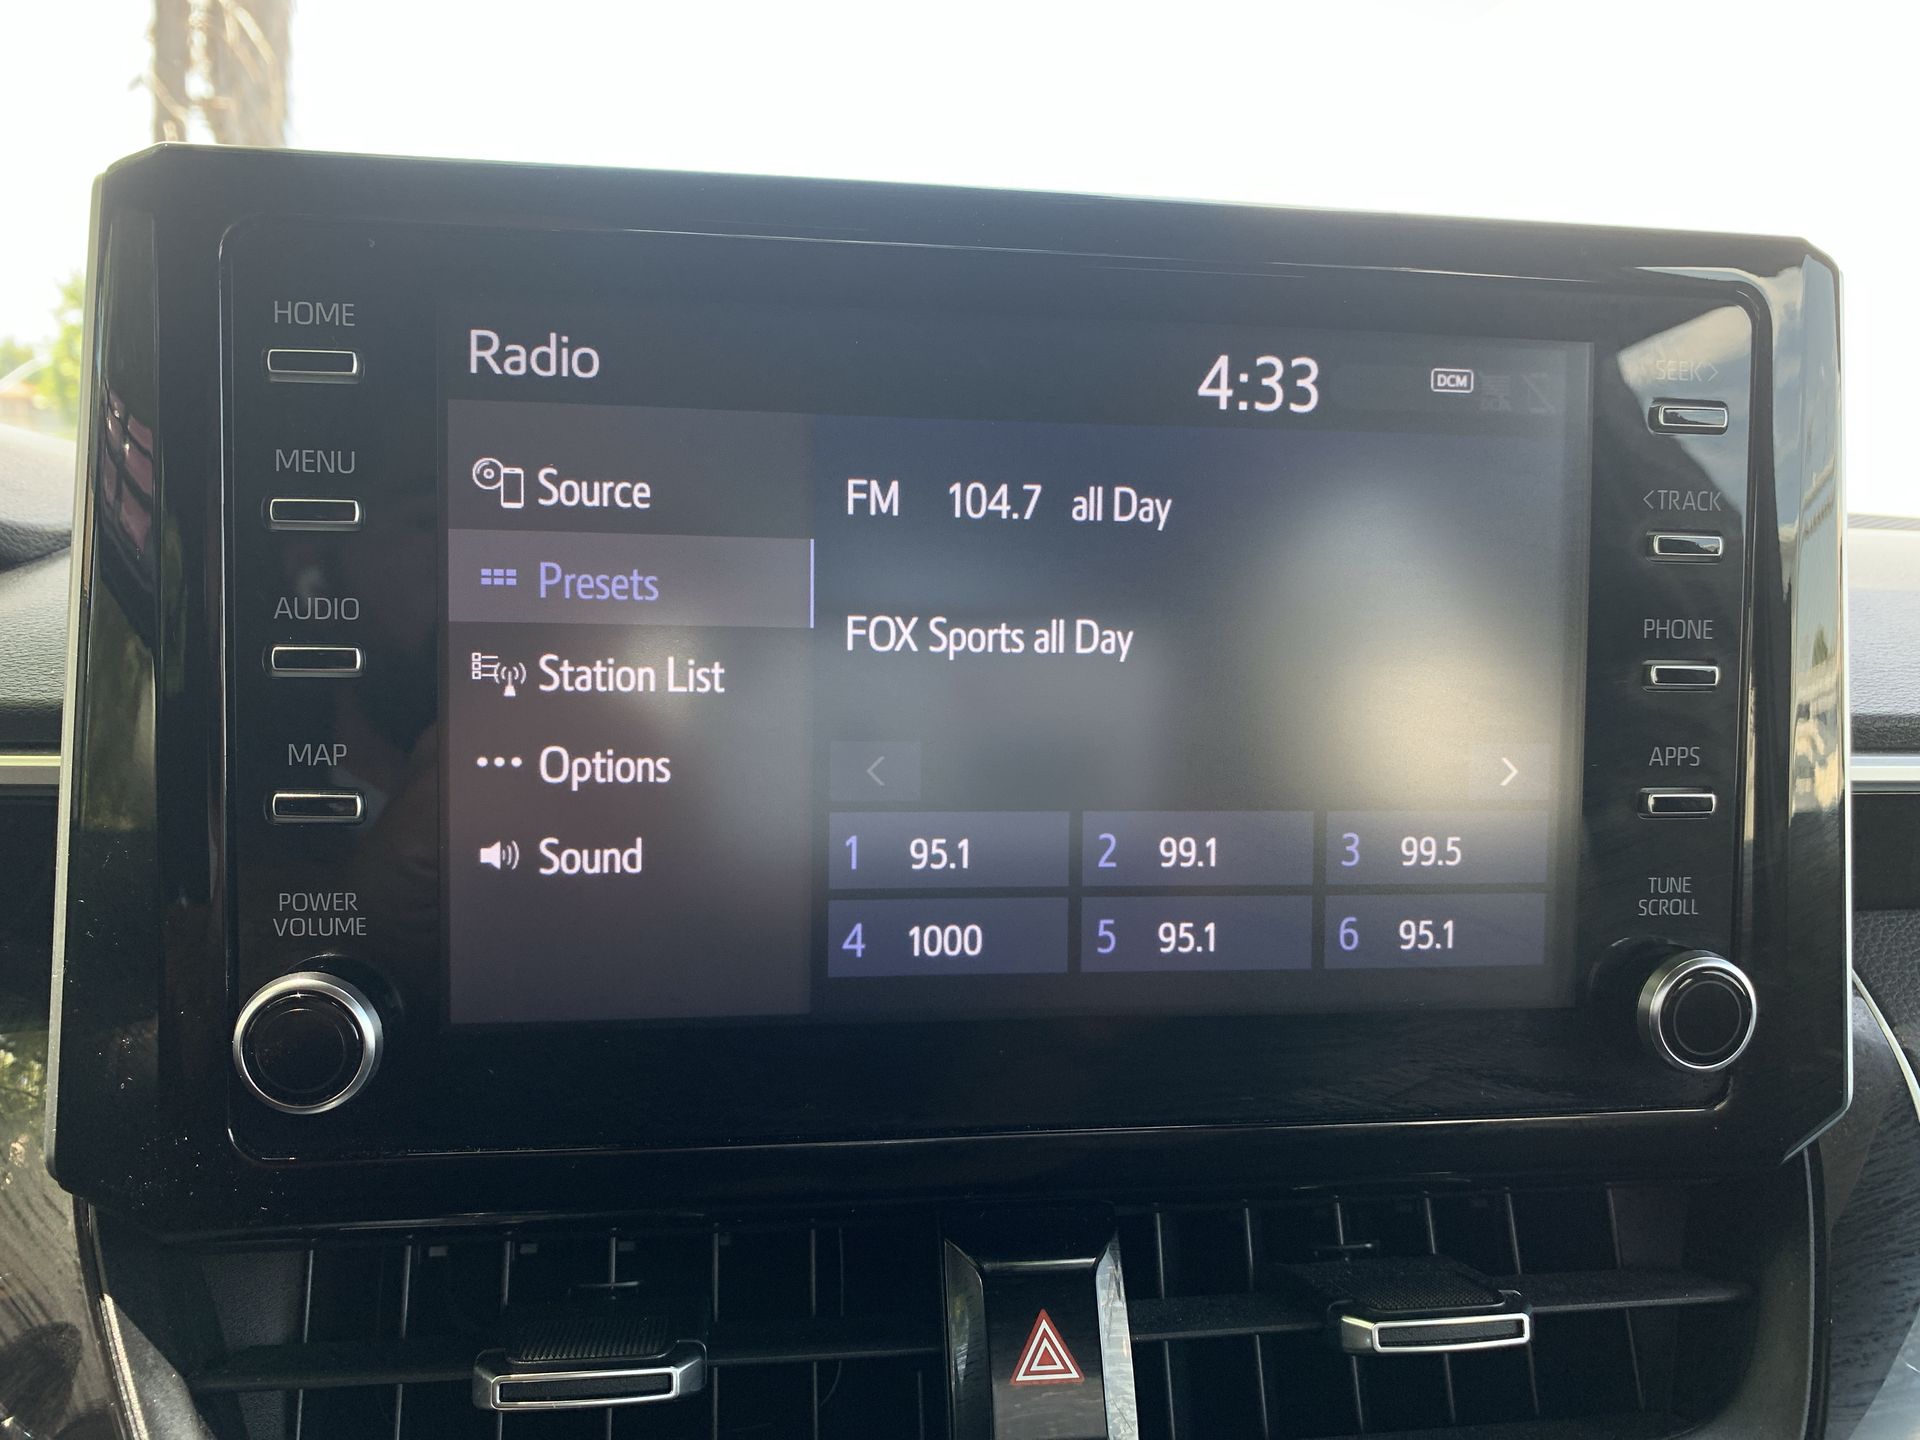 HOME
MENU
AUDIO
MAP
POWER
VOLUME
Radio
4:33
DCM
Source
Presets
Station List
Options
Sound
FM 104.7 all Day
FOX Sports all Day
< >
1 95.1 2 99.1 3 99.5
4 1000 5 95.1 6 95.1
SEEK>
<TRACK
PHONE
APPS
TUNE
SCROLL